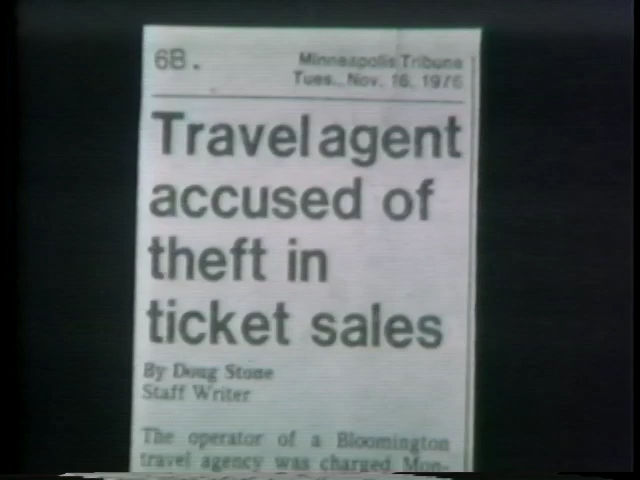 6B.
Minneapolis Tribune
Tues., Nov. 16, 1976
Travel agent
accused of
theft in
ticket sales
By Doug Stone
Staff Writer
The operator of a Bloomington
travel agency was charged Mon-